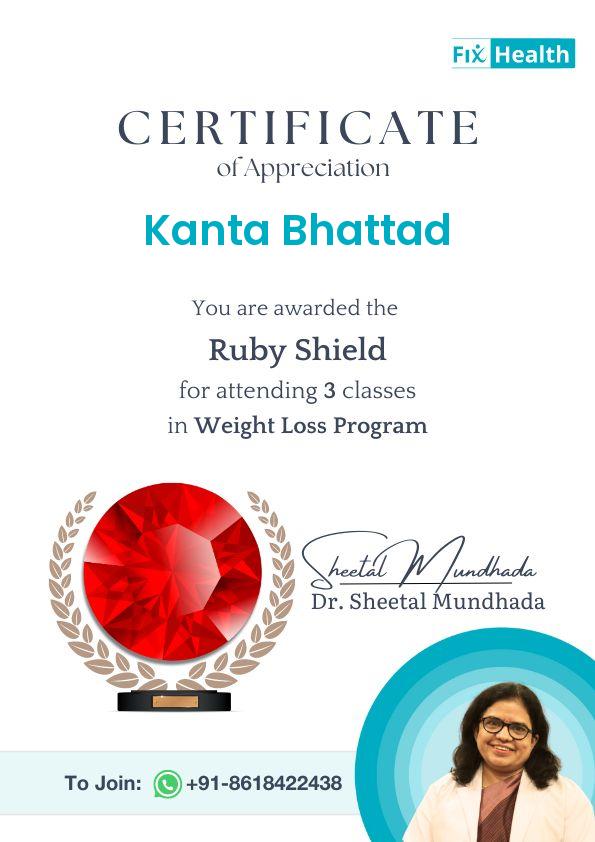 Fix Health
CERTIFICATE
of Appreciation
Kanta Bhattad
You are awarded the
Ruby Shield
for attending 3 classes
in Weight Loss Program
Sheetal Mundhada
Dr. Sheetal Mundhada
To Join: +91-8618422438